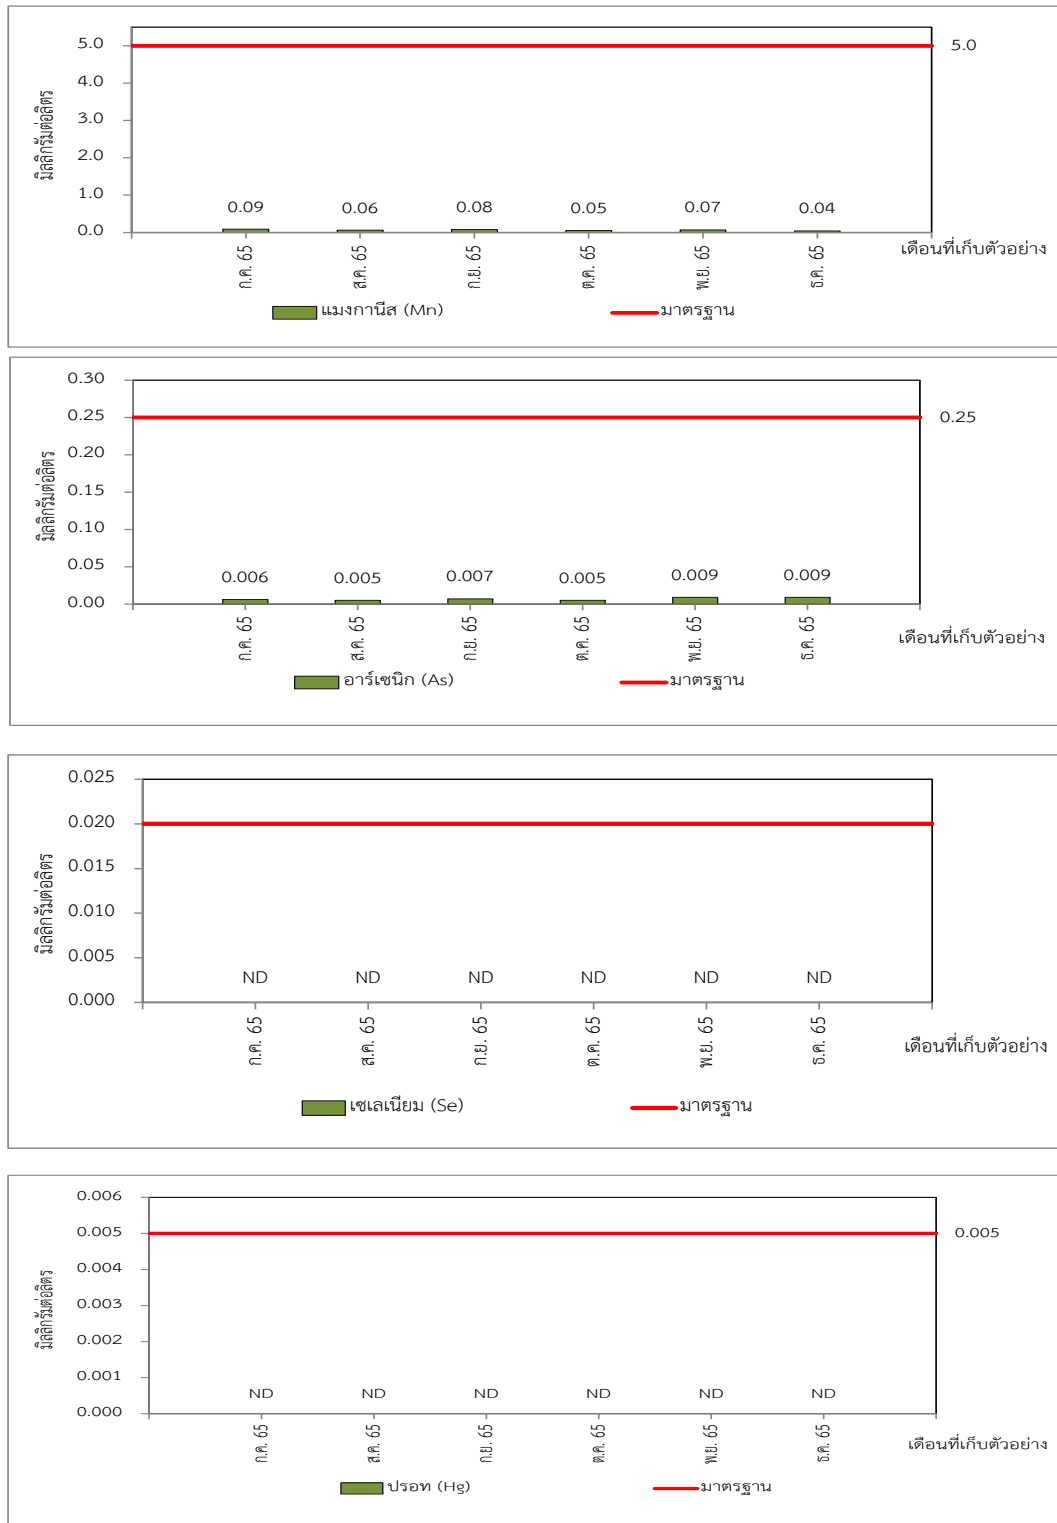 5.0
5.0
4.0
3.0
2.0
1.0
0.0
มิลลิกรัมต่อลิตร
0.09 0.06 0.08 0.05 0.07 0.04
ก.ค. 65 ส.ค. 65 ก.ย. 65 ต.ค. 65 พ.ย. 65 ธ.ค. 65
เดือนที่เก็บตัวอย่าง
แมงกานีส (Mn) มาตรฐาน
0.30
0.25
0.25
0.20
0.15
0.10
0.05
0.00
มิลลิกรัมต่อลิตร
0.006 0.005 0.007 0.005 0.009 0.009
ก.ค. 65 ส.ค. 65 ก.ย. 65 ต.ค. 65 พ.ย. 65 ธ.ค. 65
เดือนที่เก็บตัวอย่าง
อาร์เซนิก (As) มาตรฐาน
0.025
0.020
0.015
0.010
0.005
0.000
มิลลิกรัมต่อลิตร
ND ND ND ND ND ND
ก.ค. 65 ส.ค. 65 ก.ย. 65 ต.ค. 65 พ.ย. 65 ธ.ค. 65
เดือนที่เก็บตัวอย่าง
เซเลเนียม (Se) มาตรฐาน
0.006
0.005
0.005
0.004
0.003
0.002
0.001
0.000
มิลลิกรัมต่อลิตร
ND ND ND ND ND ND
ก.ค. 65 ส.ค. 65 ก.ย. 65 ต.ค. 65 พ.ย. 65 ธ.ค. 65
เดือนที่เก็บตัวอย่าง
ปรอท (Hg) มาตรฐาน